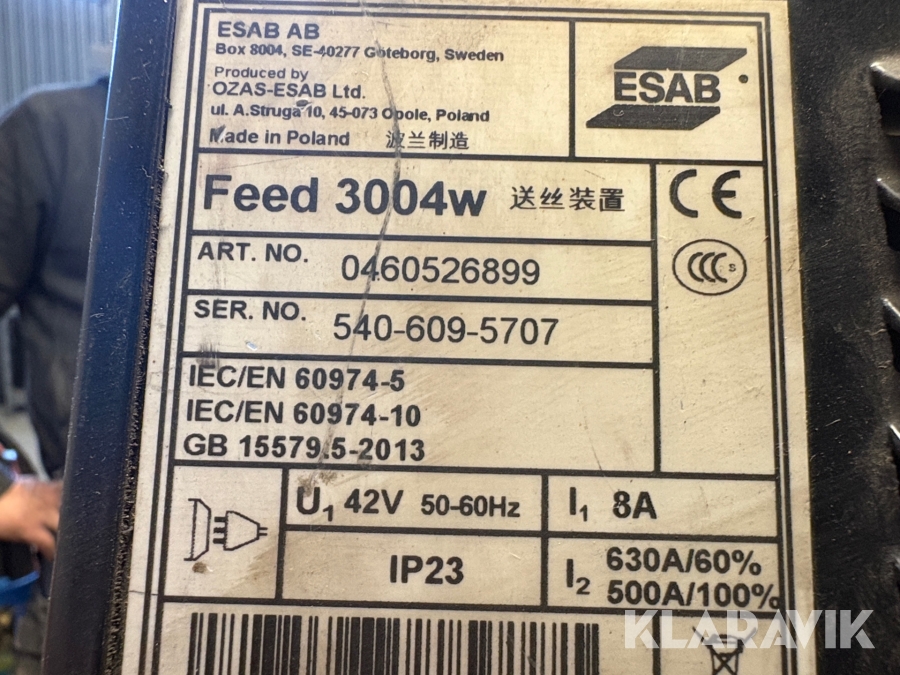 ESAB AB
Box 8004, SE-40277 Göteborg, Sweden
Produced by
OZAS-ESAB Ltd.
ul. A.Struga 10, 45-073 Opole, Poland
Made in Poland 波兰制造
ESAB
Feed 3004w 送丝装置
CE
CCC S
ART. NO. 0460526899
SER. NO. 540-609-5707
IEC/EN 60974-5
IEC/EN 60974-10
GB 15579.5-2013
U1 42V 50-60Hz
I1 8A
IP23
I2 630A/60%
500A/100%
KLARAVIK